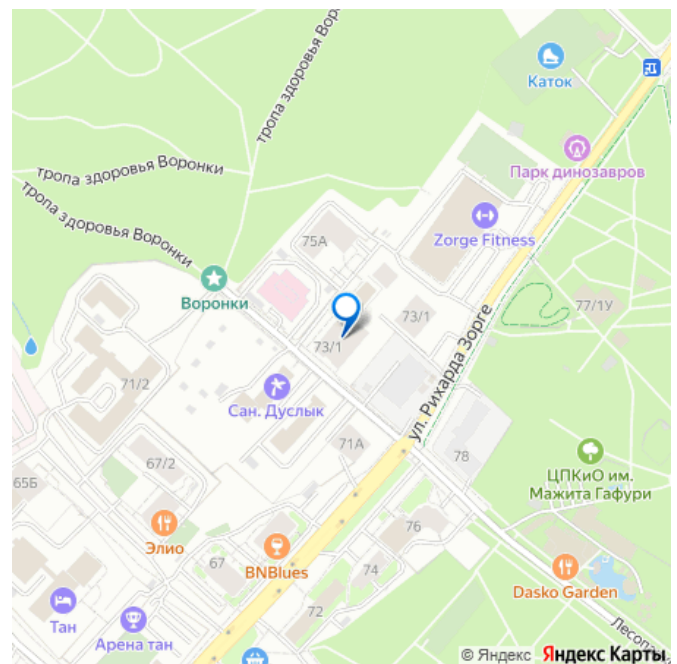 тропа здоровья Воронки
Каток
Парк динозавров
тропа здоровья Воронки
тропа здоровья Воронки
Zorge Fitness
75А
Воронки
77/1У
73/1
73/1
ул. Рихарда Зорге
71/2
Сан. Дуслык
71А
78
67/2
65Б
ЦПКиО им.
Мажита Гафури
Элио
76
67
BNBlues
74
Dasko Garden
Тан
72
Арена тан
Лесопа
© Яндекс Яндекс Карты